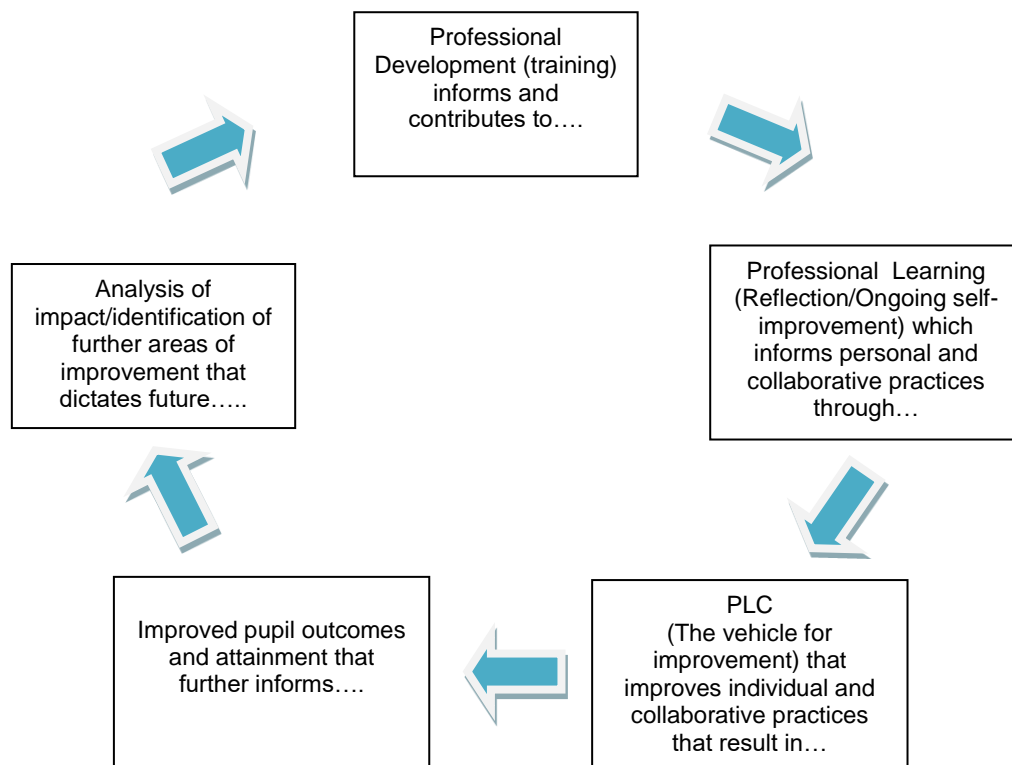 Professional
Development (training)
informs and
contributes to….
Professional  Learning
(Reflection/Ongoing self-
improvement) which
informs personal and
collaborative practices
through…
PLC
(The vehicle for
improvement) that
improves individual and
collaborative practices
that result in…
Improved pupil outcomes
and attainment that
further informs….
Analysis of
impact/identification of
further areas of
improvement that
dictates future…..